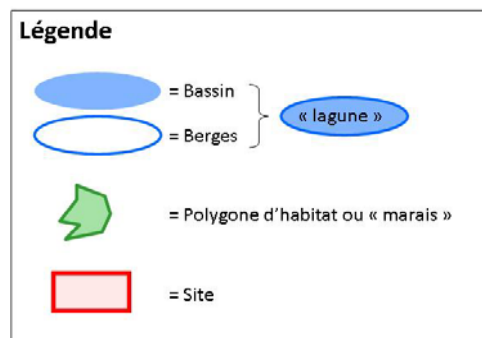 Légende
= Bassin
= Berges
« lagune »
= Polygone d'habitat ou « marais »
= Site